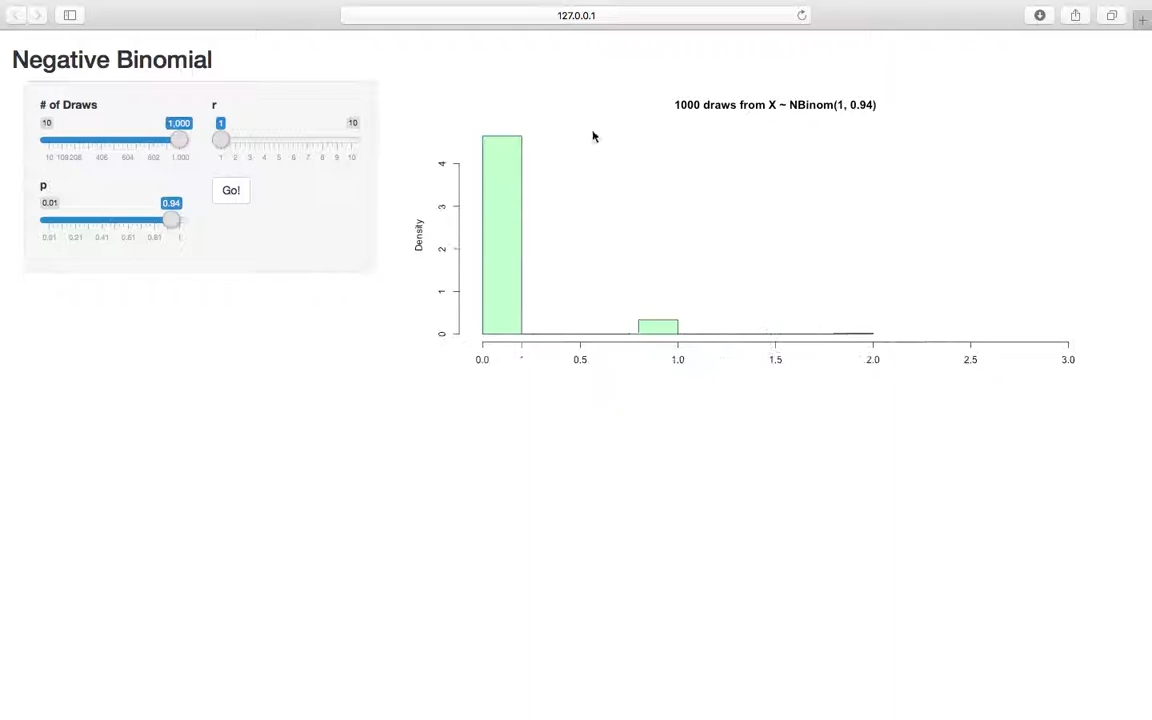 127.0.0.1
Negative Binomial
# of Draws
10
1,000
10 109208 406 604 802 1,000
r
1
10
1 2 3 4 5 6 7 8 9 10
p
0.01
0.94
0.01 0.21 0.41 0.61 0.81 1
Go!
1000 draws from X ~ NBinom(1, 0.94)
Density
4
3
2
1
0
0.0 0.5 1.0 1.5 2.0 2.5 3.0